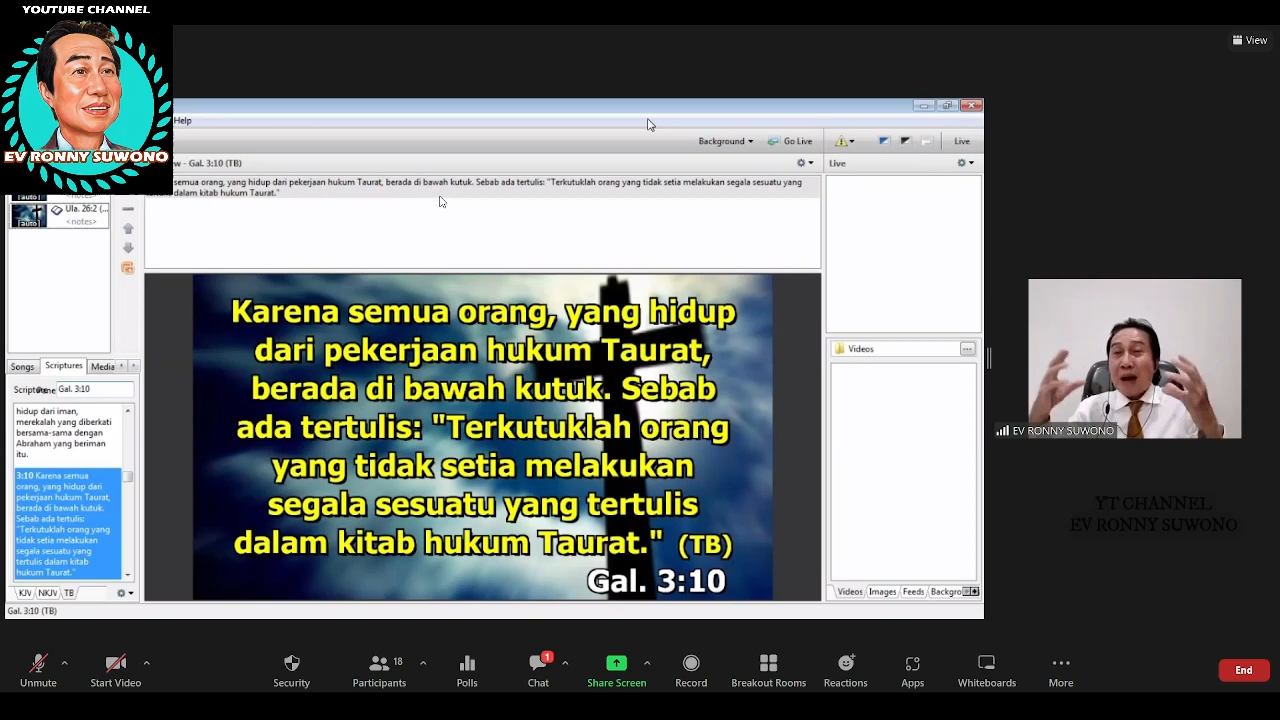 YOUTUBE CHANNEL
EV RONNY SUWONO
View
Help
Background
Go Live
Live
w - Gal. 3:10 (TB)
Live
semua orang, yang hidup dari pekerjaan hukum Taurat, berada di bawah kutuk. Sebab ada tertulis: "Terkutuklah orang yang tidak setia melakukan segala sesuatu yang
dalam kitab hukum Taurat."
[auto]
<notes>
Ula. 26:2 (...
<notes>
[auto]
Karena semua orang, yang hidup
dari pekerjaan hukum Taurat,
berada di bawah kutuk. Sebab
ada tertulis: "Terkutuklah orang
yang tidak setia melakukan
segala sesuatu yang tertulis
dalam kitab hukum Taurat." (TB)
Gal. 3:10
Songs
Scriptures
Media
Gal. 3:10
hidup dari iman,
merekalah yang diberkati
bersama-sama dengan
Abraham yang beriman
itu.
3:10 Karena semua
orang, yang hidup dari
pekerjaan hukum Taurat,
berada di bawah kutuk.
Sebab ada tertulis:
"Terkutuklah orang yang
tidak setia melakukan
segala sesuatu yang
tertulis dalam kitab
hukum Taurat."
KJV
NKJV
TB
Gal. 3:10 (TB)
Videos
Videos
Images
Feeds
Backgro
EV RONNY SUWONO
YT CHANNEL
EV RONNY SUWONO
Unmute
Start Video
Security
Participants
18
Polls
Chat
1
Share Screen
Record
Breakout Rooms
Reactions
Apps
Whiteboards
More
End